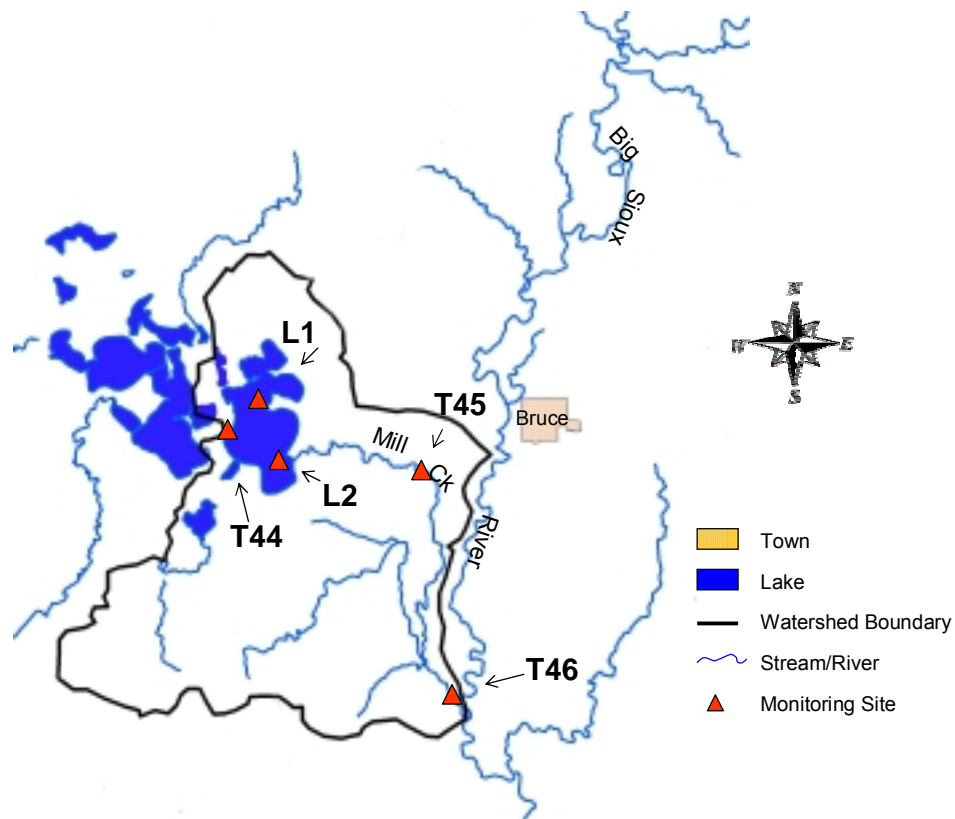 Big
Sioux
L1
T45
Bruce
Mill
Ck
L2
T44
River
T46
N
W
E
S
Town
Lake
Watershed Boundary
Stream/River
Monitoring Site